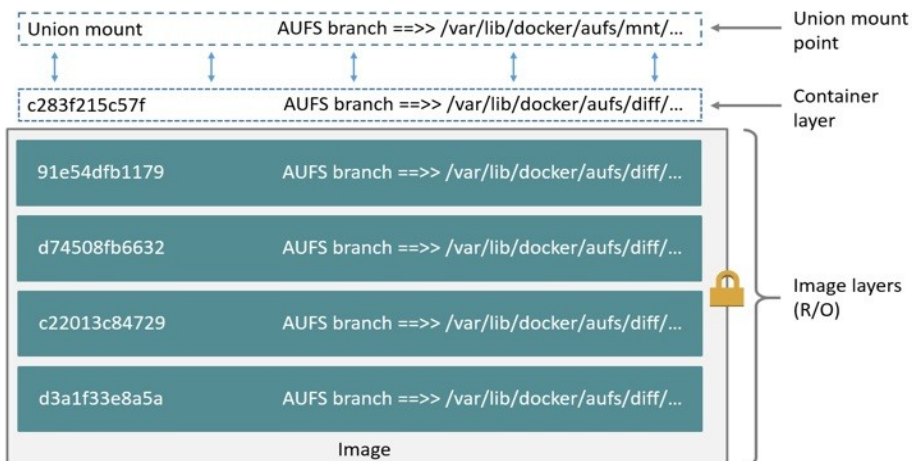 Union mount AUFS branch ==>> /var/lib/docker/aufs/mnt/...
Union mount
point
c283f215c57f AUFS branch ==>> /var/lib/docker/aufs/diff/...
Container
layer
91e54dfb1179 AUFS branch ==>> /var/lib/docker/aufs/diff/...
d74508fb6632 AUFS branch ==>> /var/lib/docker/aufs/diff/...
c22013c84729 AUFS branch ==>> /var/lib/docker/aufs/diff/...
d3a1f33e8a5a AUFS branch ==>> /var/lib/docker/aufs/diff/...
Image layers
(R/O)
Image